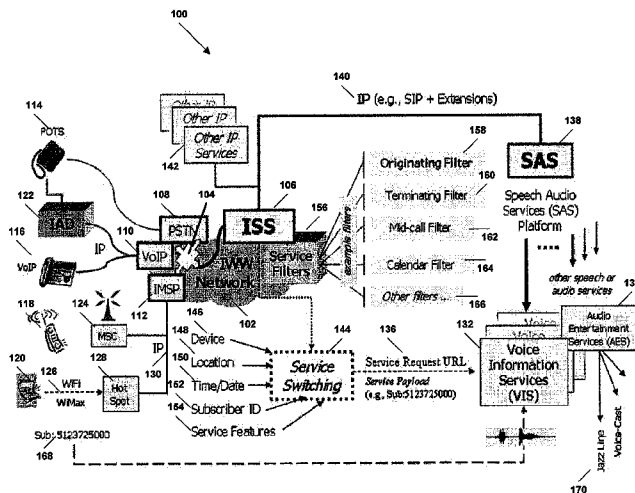 100
114
POTS
Other IP
Other IP
Other IP
Services
142
140
IP (e.g., SIP + Extensions)
158
138
Originating Filter
SAS
160
122
IAD
108
104
106
PSTN
ISS
156
Terminating Filter
Speech Audio
Services (SAS)
Platform
116
110
IP
VoIP
VoIP
IWW
Network
Service
Filters
example filters
Mid-call Filter
162
Calendar Filter
164
other speech or
audio services
118
124
IMSP
112
102
Other filters ...
166
146
MSC
IP
148
Device
144
136
132
Voice
Voice
Audio
Entertainment
Services (AES)
120
126
128
130
150
Location
Service
Switching
Service Request URL
Voice
Information
Services
(VIS)
WiFi
WiMax
Hot
Spot
152
Time/Date
Service Payload
(e.g., Sub:5123725000)
Subscriber ID
154
Service Features
Sub: 5123725000
168
Jazz Line
Voice-Cast
170